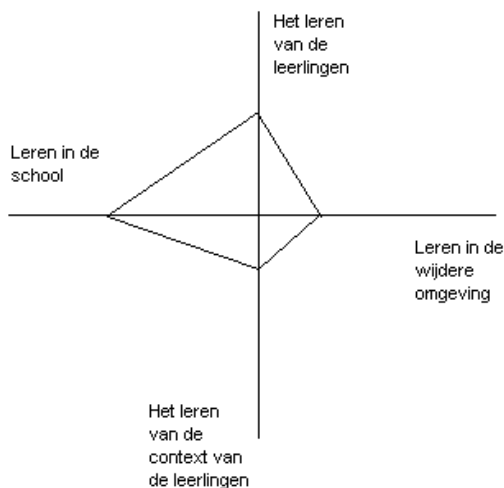 Het leren
van de
leerlingen
Leren in de
school
Leren in de
wijdere
omgeving
Het leren
van de
context van
de leerlingen